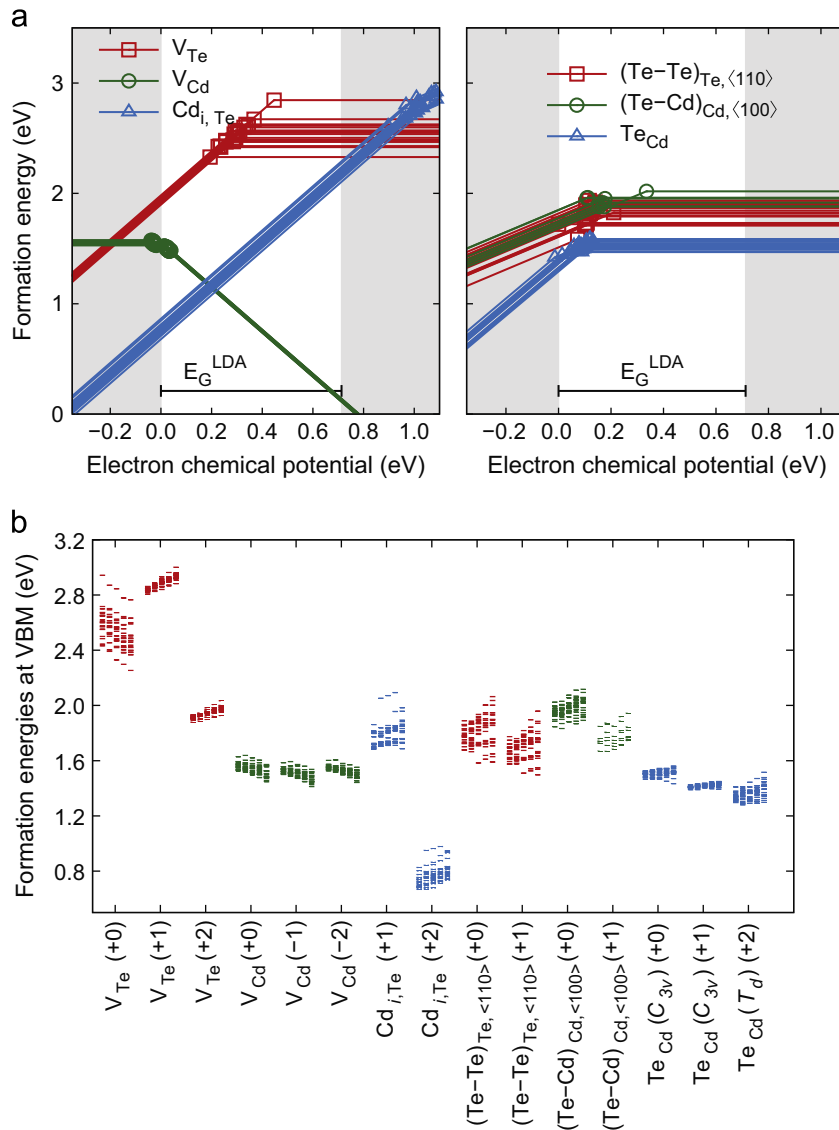 a
V_Te
V_Cd
Cd_i, Te
(Te−Te)_Te,⟨110⟩
(Te−Cd)_Cd,⟨100⟩
Te_Cd
Formation energy (eV)
3
2
1
0
E_G^LDA
E_G^LDA
−0.2 0.0 0.2 0.4 0.6 0.8 1.0
−0.2 0.0 0.2 0.4 0.6 0.8 1.0
Electron chemical potential (eV)
Electron chemical potential (eV)
b
Formation energies at VBM (eV)
3.2
2.8
2.4
2.0
1.6
1.2
0.8
V_Te (+0)
V_Te (+1)
V_Te (+2)
V_Cd (+0)
V_Cd (−1)
V_Cd (−2)
Cd_i,Te (+1)
Cd_i,Te (+2)
(Te−Te)_Te, <110> (+0)
(Te−Te)_Te, <110> (+1)
(Te−Cd)_Cd, <100> (+0)
(Te−Cd)_Cd, <100> (+1)
Te_Cd (C_3v) (+0)
Te_Cd (C_3v) (+1)
Te_Cd (T_d) (+2)